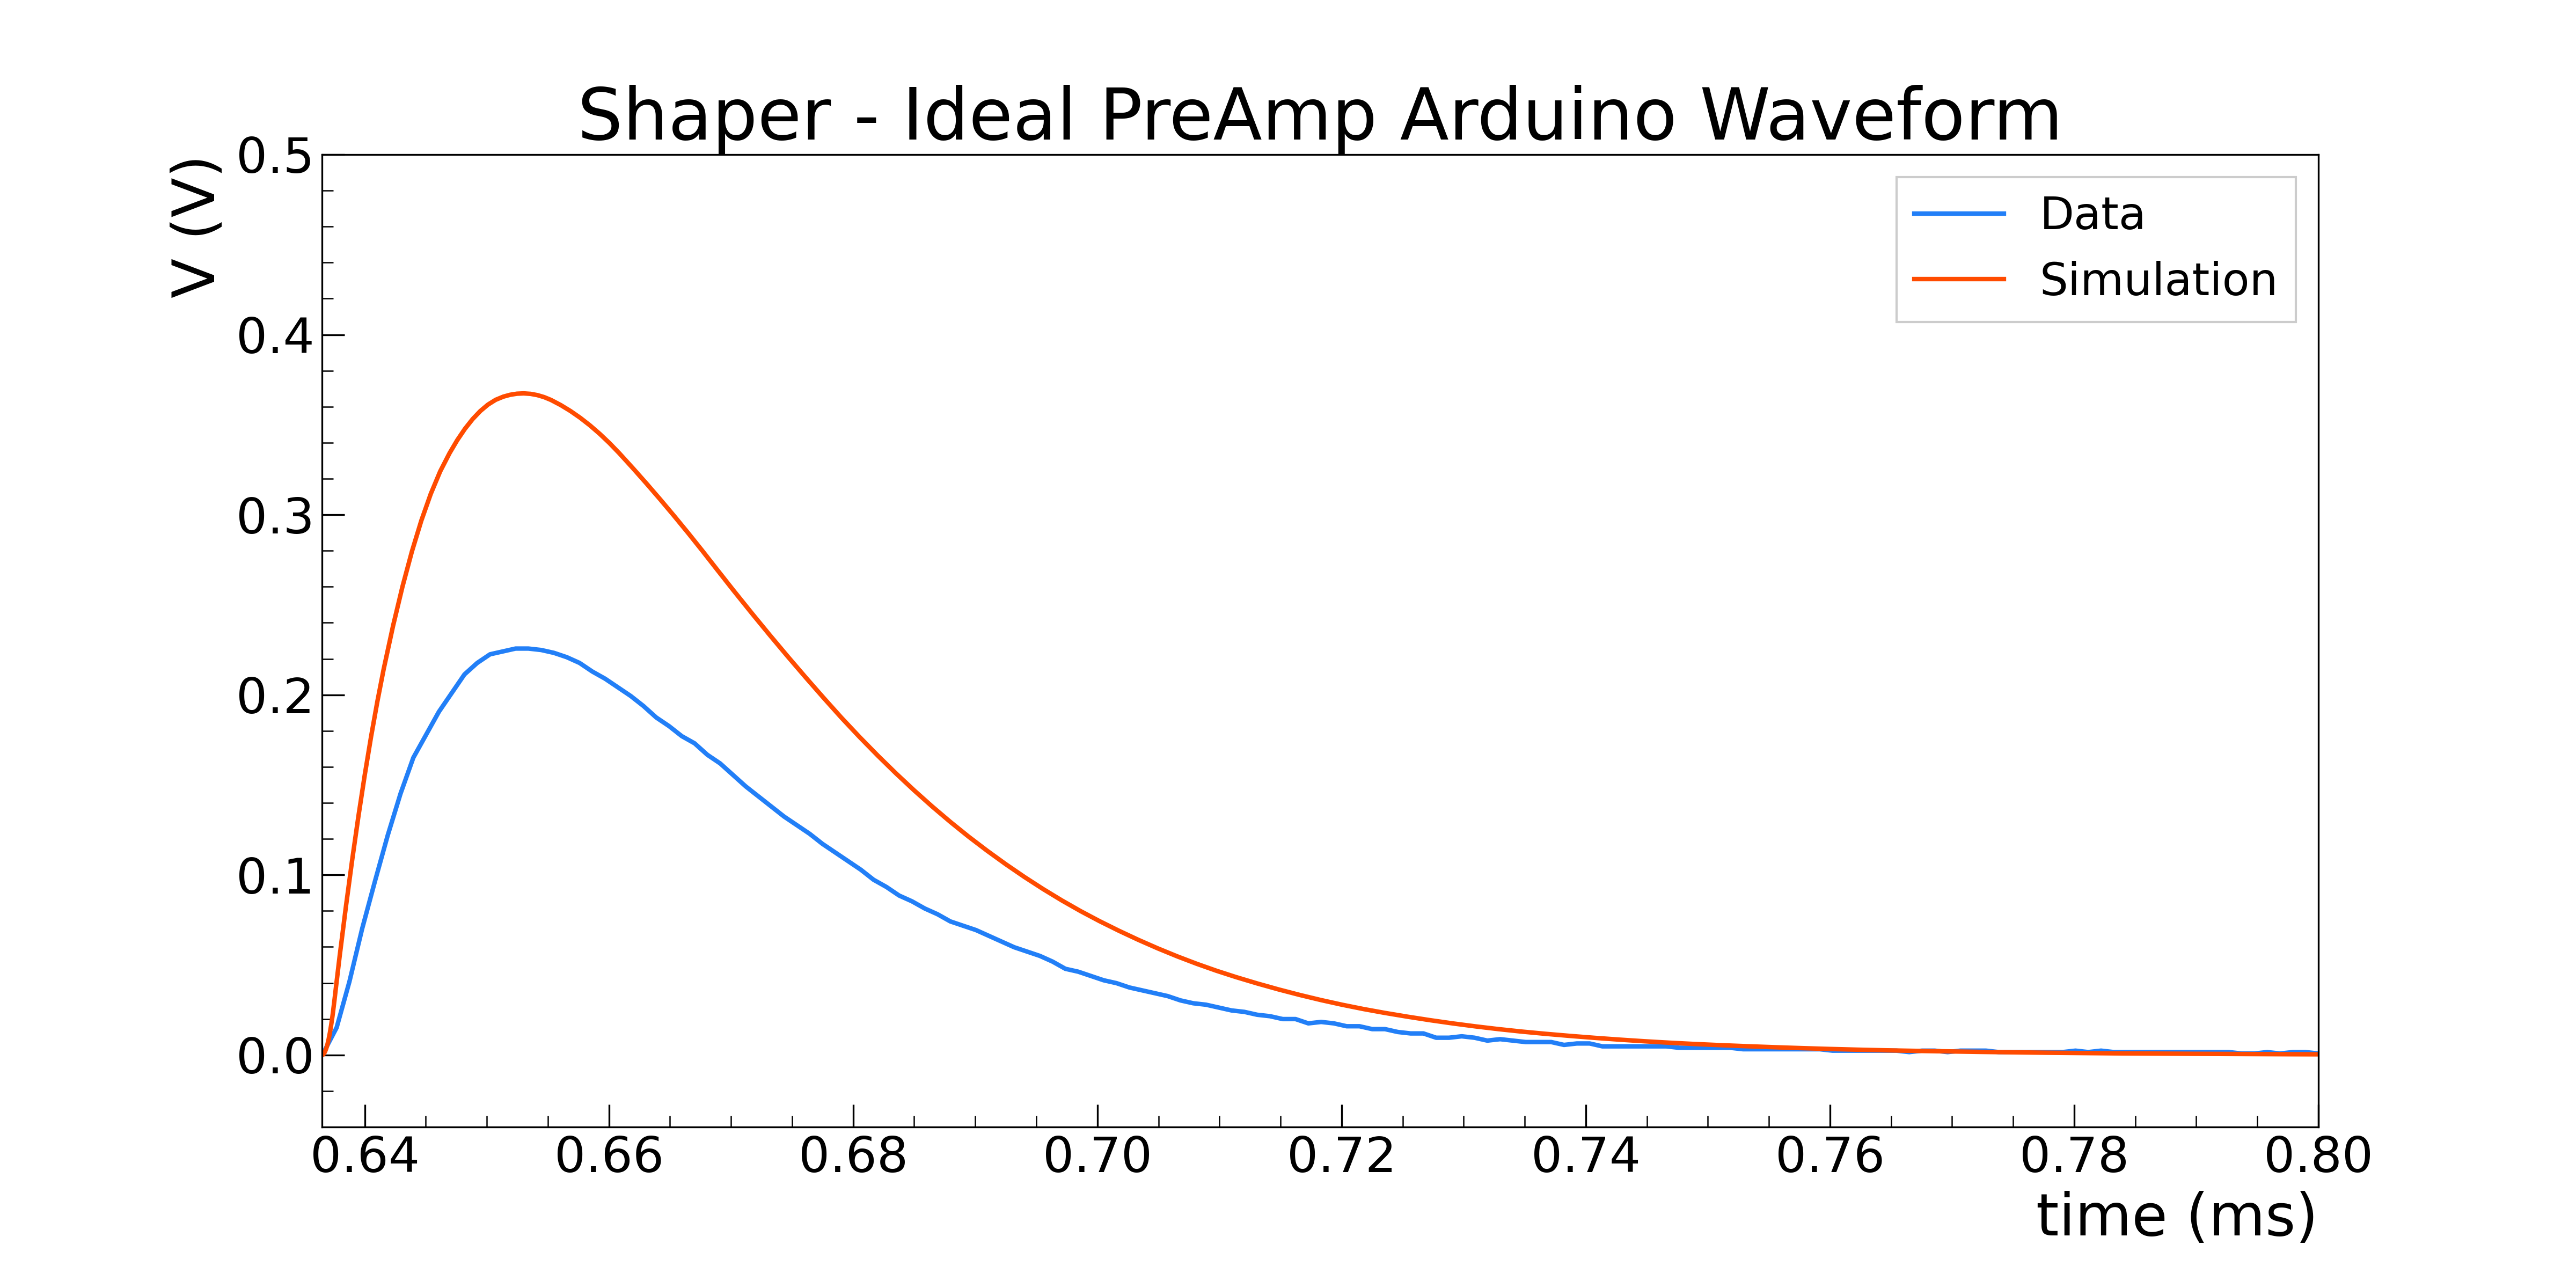 Shaper - Ideal PreAmp Arduino Waveform
V (V)
0.5
0.4
0.3
0.2
0.1
0.0
Data
Simulation
0.64 0.66 0.68 0.70 0.72 0.74 0.76 0.78 0.80
time (ms)